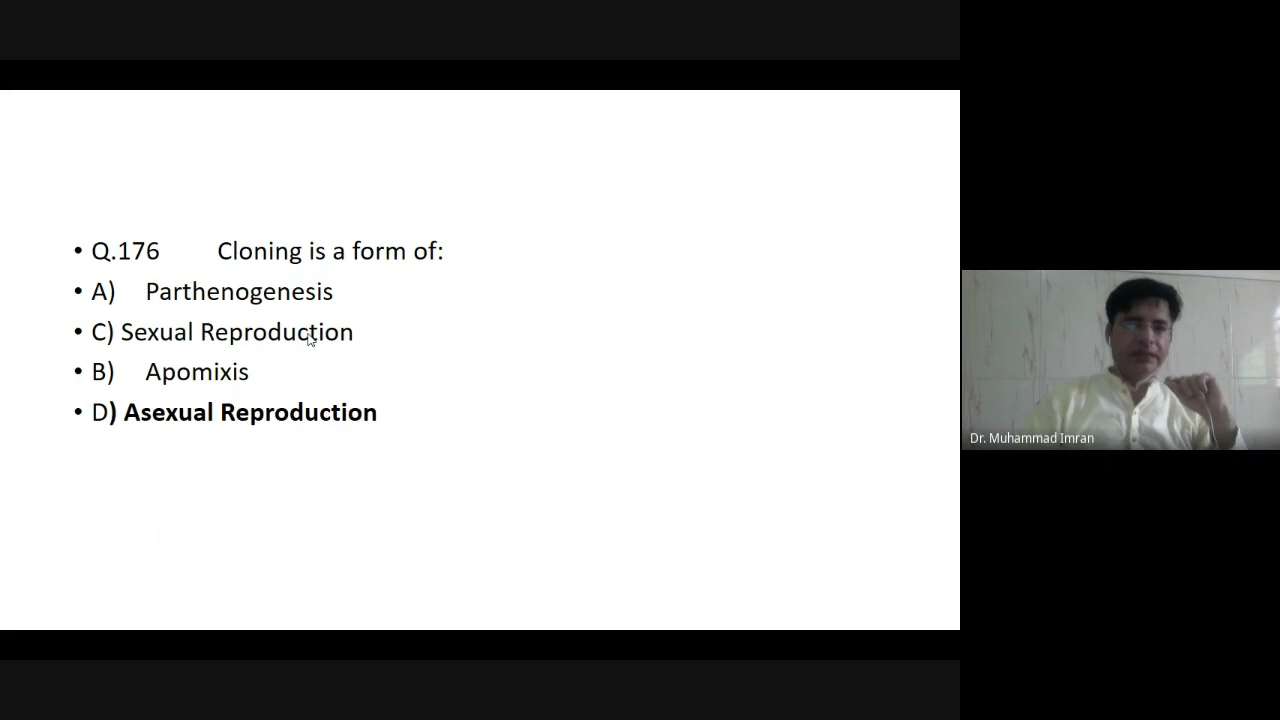 • Q.176 Cloning is a form of:
• A) Parthenogenesis
• C) Sexual Reproduction
• B) Apomixis
• D) Asexual Reproduction
Dr. Muhammad Imran